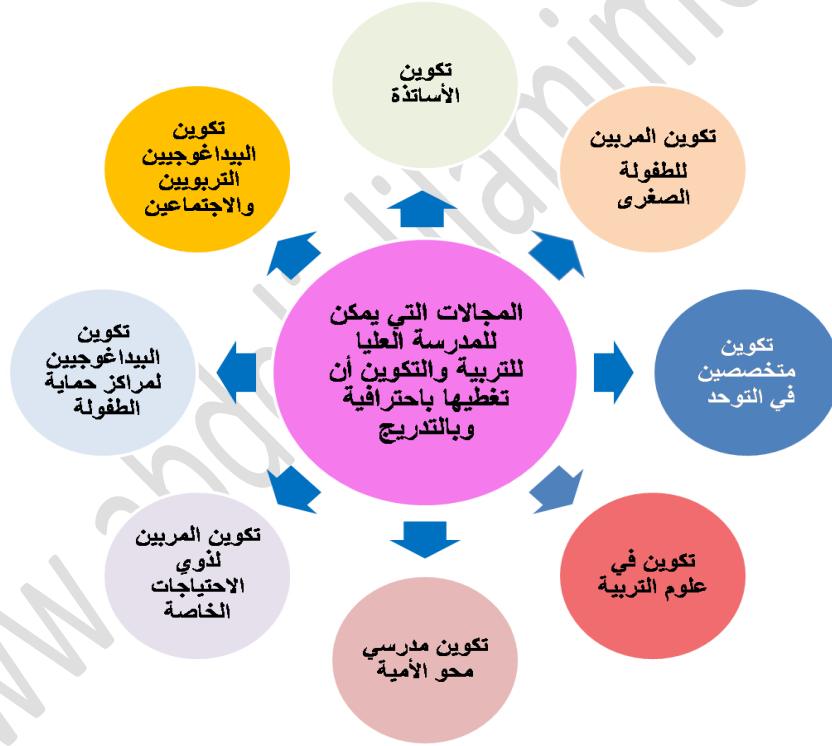 تكوين
الأساتذة
تكوين المربين
للطفولة
الصغرى
تكوين
متخصصين
في التوحد
تكوين في
علوم التربية
تكوين مدرسي
محو الأمية
تكوين المربين
لذوي
الاحتياجات
الخاصة
تكوين
البيداغوجيين
لمراكز حماية
الطفولة
تكوين
البيداغوجيين
التربويين
والاجتماعين
المجالات التي يمكن
للمدرسة العليا
للتربية والتكوين أن
تغطيها باحترافية
وبالتدريج